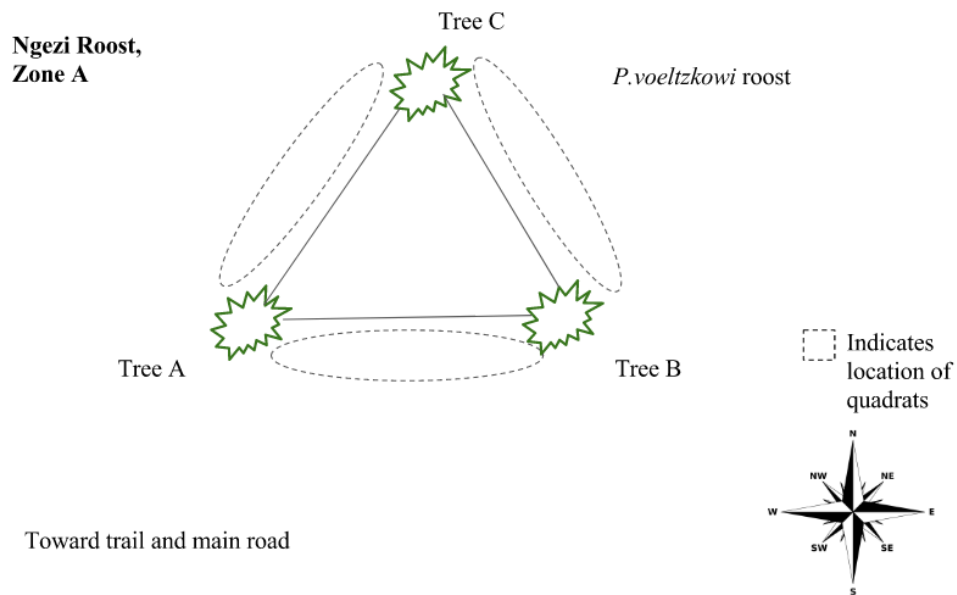 Tree C
Ngezi Roost,
Zone A
P.voeltzkowi roost
Tree A
Tree B
Indicates
location of
quadrats
N
NW
NE
W
E
SW
SE
S
Toward trail and main road